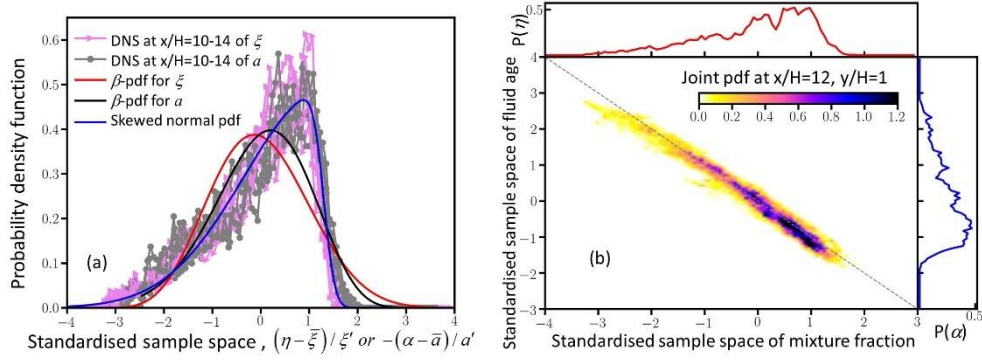 DNS at x/H=10-14 of ξ
DNS at x/H=10-14 of a
β-pdf for ξ
β-pdf for a
Skewed normal pdf
Probability density function
0.6
0.5
0.4
0.3
0.2
0.1
0.0
(a)
−4 −3 −2 −1 0 1 2 3 4
Standardised sample space , (η−ξ̅)/ξ′ or −(α−a̅)/a′
P(η)
0.5
Joint pdf at x/H=12, y/H=1
0.0 0.2 0.4 0.6 0.8 1.0 1.2
Standardised sample space of fluid age
4
3
2
1
0
−1
−2
−3
(b)
−4 −3 −2 −1 0 1 2 3
0.5
Standardised sample space of mixture fraction
P(α)